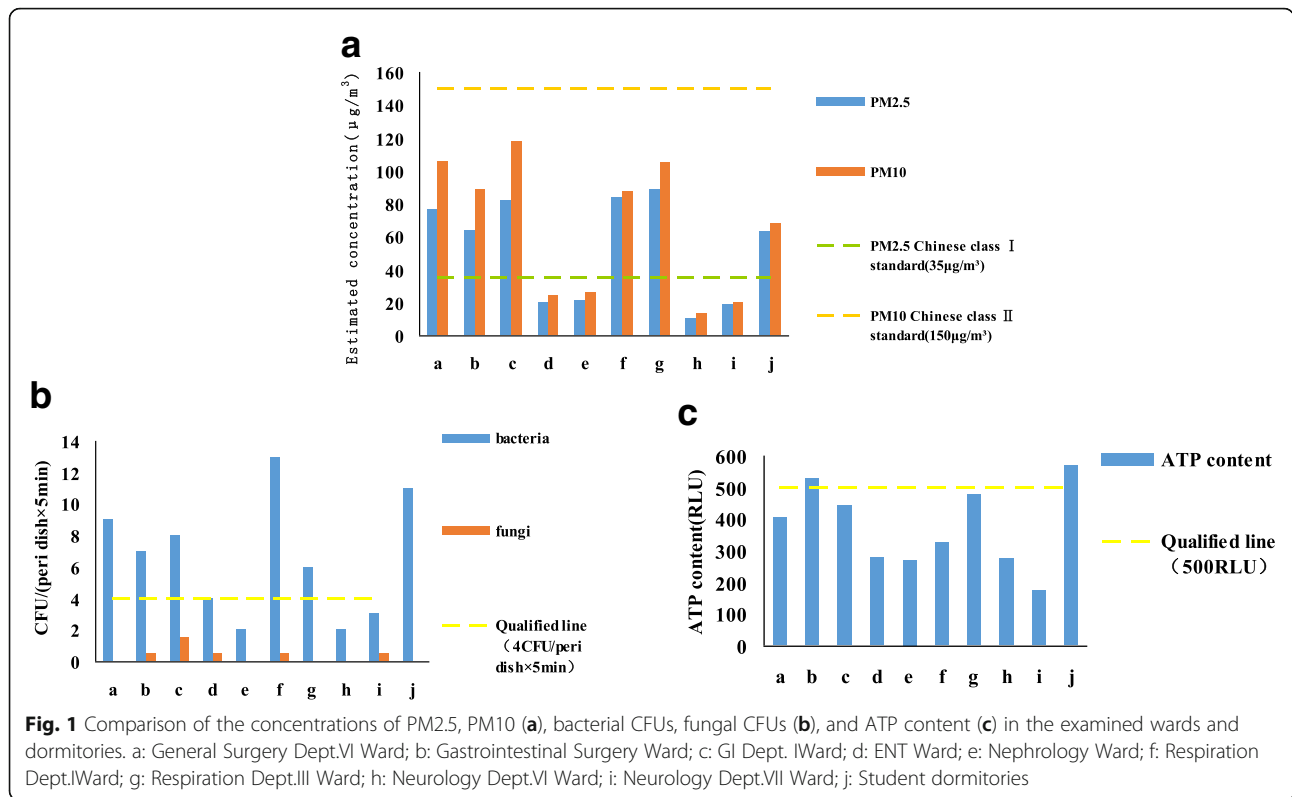 a
160
140
120
100
80
60
40
20
0
Estimated concentration(μg/m³)
a b c d e f g h i j
PM2.5
PM10
PM2.5 Chinese class Ⅰ
standard(35μg/m³)
PM10 Chinese class Ⅱ
standard(150μg/m³)
b
14
12
10
8
6
4
2
0
CFU/(peri dish×5min)
a b c d e f g h i j
bacteria
fungi
Qualified line
（4CFU/peri
dish×5min）
c
600
500
400
300
200
100
0
ATP content(RLU)
a b c d e f g h i j
ATP content
Qualified line
（500RLU）
Fig. 1 Comparison of the concentrations of PM2.5, PM10 (a), bacterial CFUs, fungal CFUs (b), and ATP content (c) in the examined wards and
dormitories. a: General Surgery Dept.VI Ward; b: Gastrointestinal Surgery Ward; c: GI Dept. IWard; d: ENT Ward; e: Nephrology Ward; f: Respiration
Dept.IWard; g: Respiration Dept.III Ward; h: Neurology Dept.VI Ward; i: Neurology Dept.VII Ward; j: Student dormitories